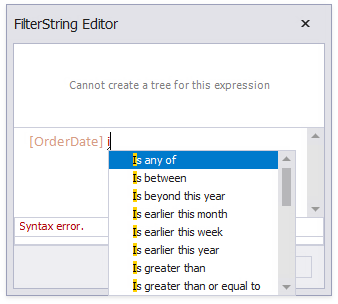 FilterString Editor
Cannot create a tree for this expression
[OrderDate] i
Is any of
Is between
Is beyond this year
Is earlier this month
Is earlier this week
Is earlier this year
Is greater than
Is greater than or equal to
Syntax error.